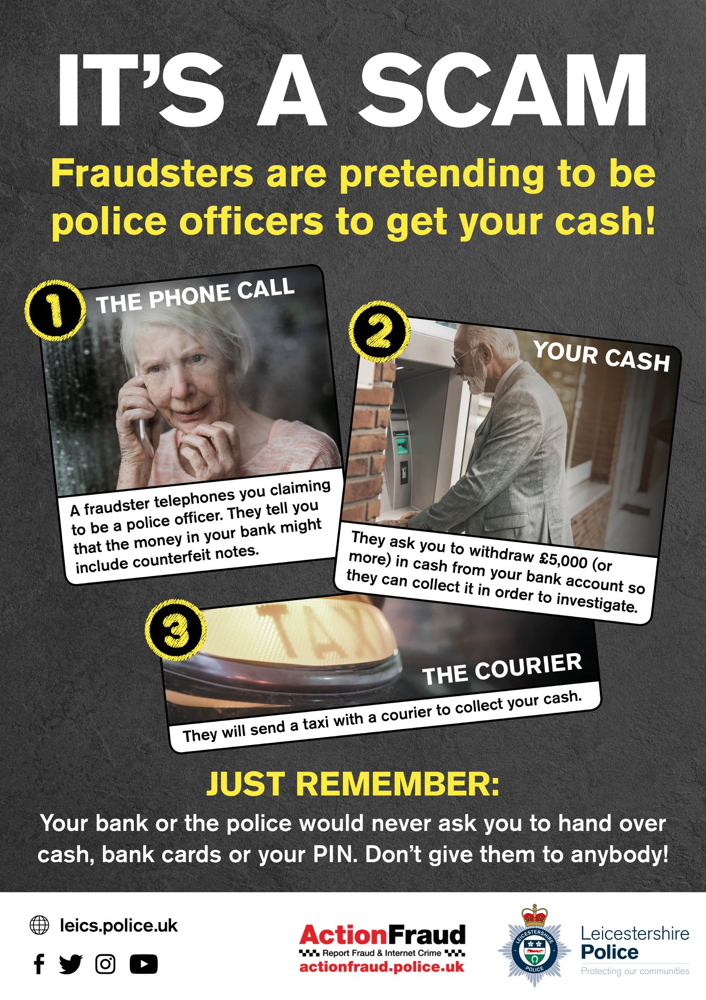 IT'S A SCAM
Fraudsters are pretending to be
police officers to get your cash!
1
THE PHONE CALL
A fraudster telephones you claiming
to be a police officer. They tell you
that the money in your bank might
include counterfeit notes.
2
YOUR CASH
They ask you to withdraw £5,000 (or
more) in cash from your bank account so
they can collect it in order to investigate.
3
TAXI
THE COURIER
They will send a taxi with a courier to collect your cash.
JUST REMEMBER:
Your bank or the police would never ask you to hand over
cash, bank cards or your PIN. Don't give them to anybody!
leics.police.uk
ActionFraud
Report Fraud & Internet Crime
actionfraud.police.uk
LEICESTERSHIRE
POLICE
Leicestershire
Police
Protecting our communities